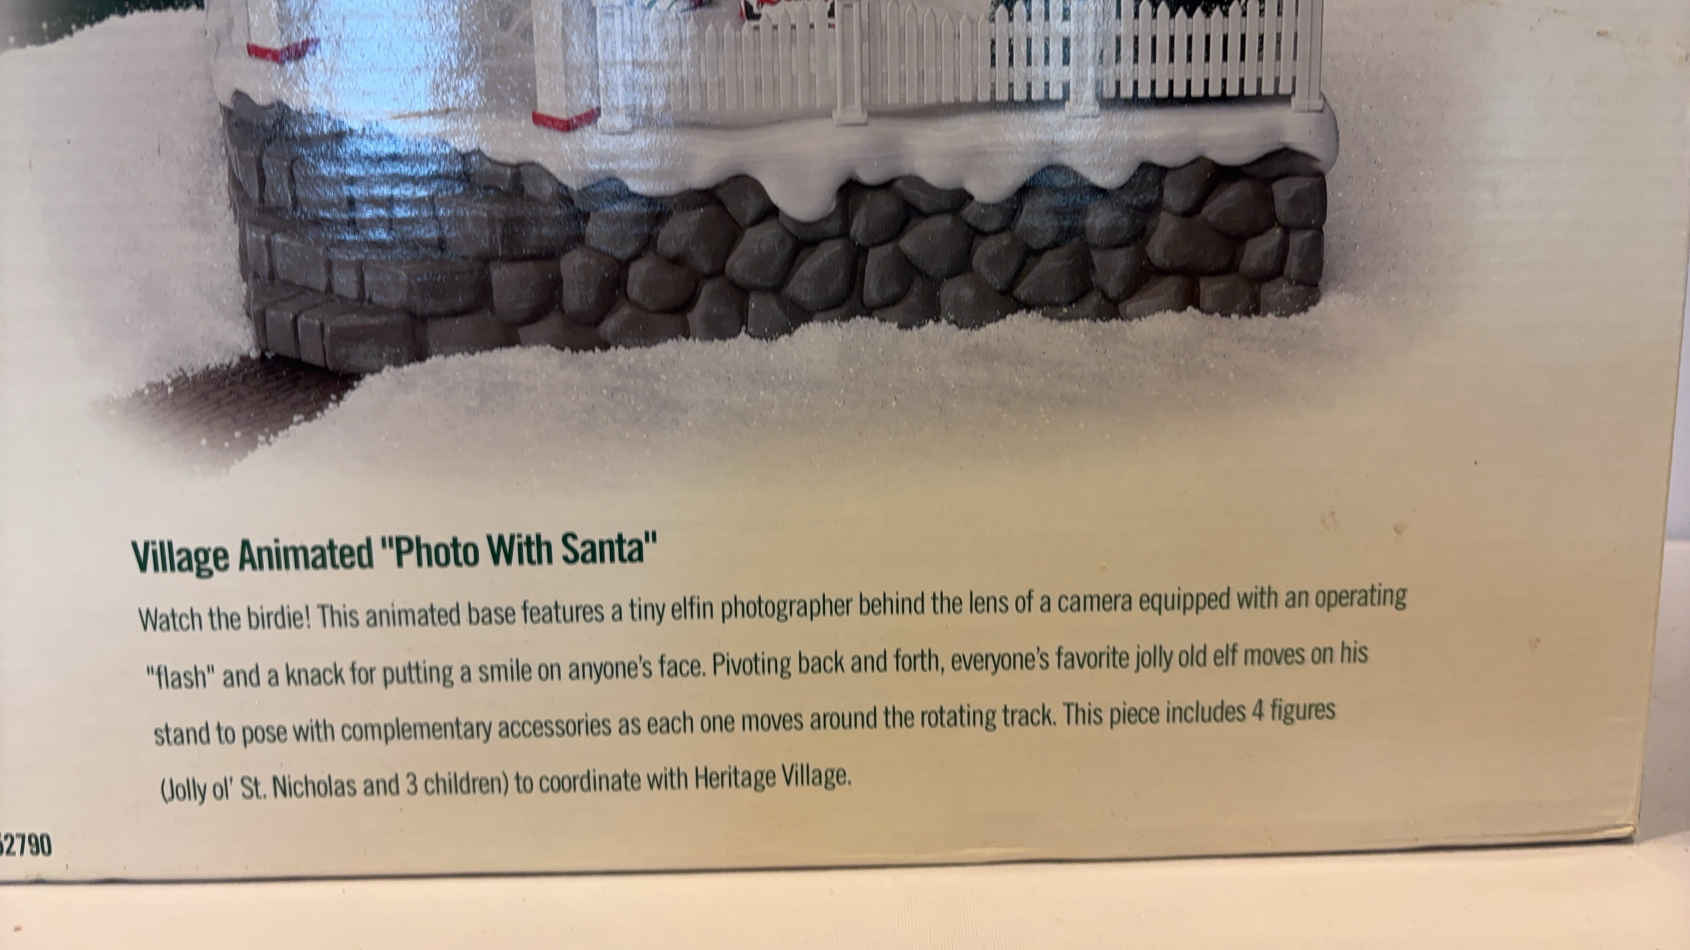 Village Animated "Photo With Santa"
Watch the birdie! This animated base features a tiny elfin photographer behind the lens of a camera equipped with an operating
"flash" and a knack for putting a smile on anyone's face. Pivoting back and forth, everyone's favorite jolly old elf moves on his
stand to pose with complementary accessories as each one moves around the rotating track. This piece includes 4 figures
(Jolly ol' St. Nicholas and 3 children) to coordinate with Heritage Village.
52790